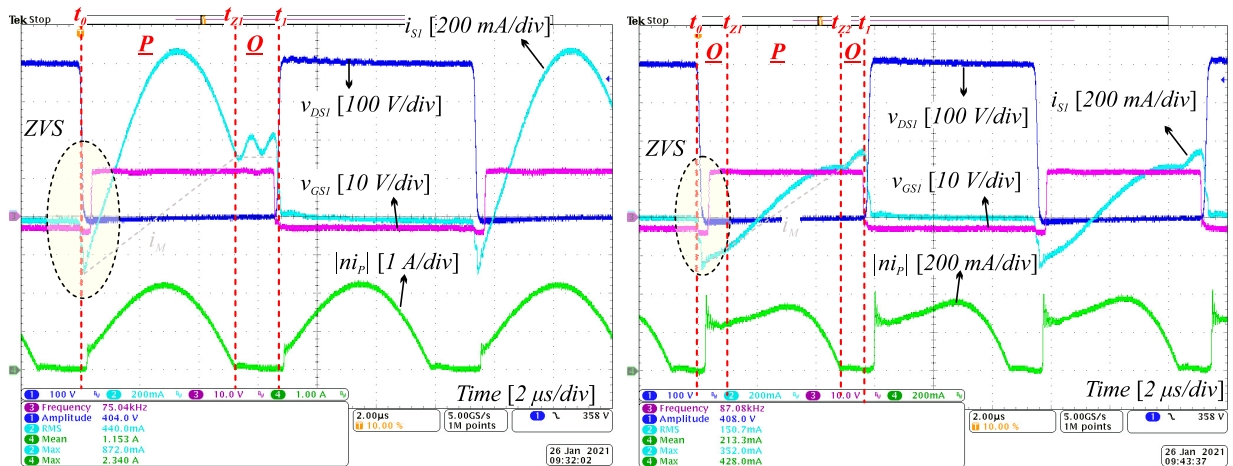 Tek Stop
t0 tZ1 t1
P O
iS1 [200 mA/div]
vDS1 [100 V/div]
ZVS
vGS1 [10 V/div]
iM
|niP| [1 A/div]
Time [2 µs/div]
1 100 V 2 200mA 3 10.0 V 4 1.00 A
3 Frequency 75.04kHz
1 Amplitude 404.0 V
2 RMS 440.0mA
4 Mean 1.153 A
2 Max 872.0mA
4 Max 2.340 A
2.00µs
10.00 %
5.00GS/s
1M points
1 358 V
26 Jan 2021
09:32:02
Tek Stop
t0 tZ1 tZ2 t1
O P O
iS1 [200 mA/div]
vDS1 [100 V/div]
ZVS
vGS1 [10 V/div]
iM
|niP| [200 mA/div]
Time [2 µs/div]
1 100 V 2 200mA 3 10.0 V 4 200mA
3 Frequency 87.08kHz
1 Amplitude 408.0 V
2 RMS 150.7mA
4 Mean 213.3mA
2 Max 352.0mA
4 Max 428.0mA
2.00µs
10.00 %
5.00GS/s
1M points
1 358 V
26 Jan 2021
09:43:37